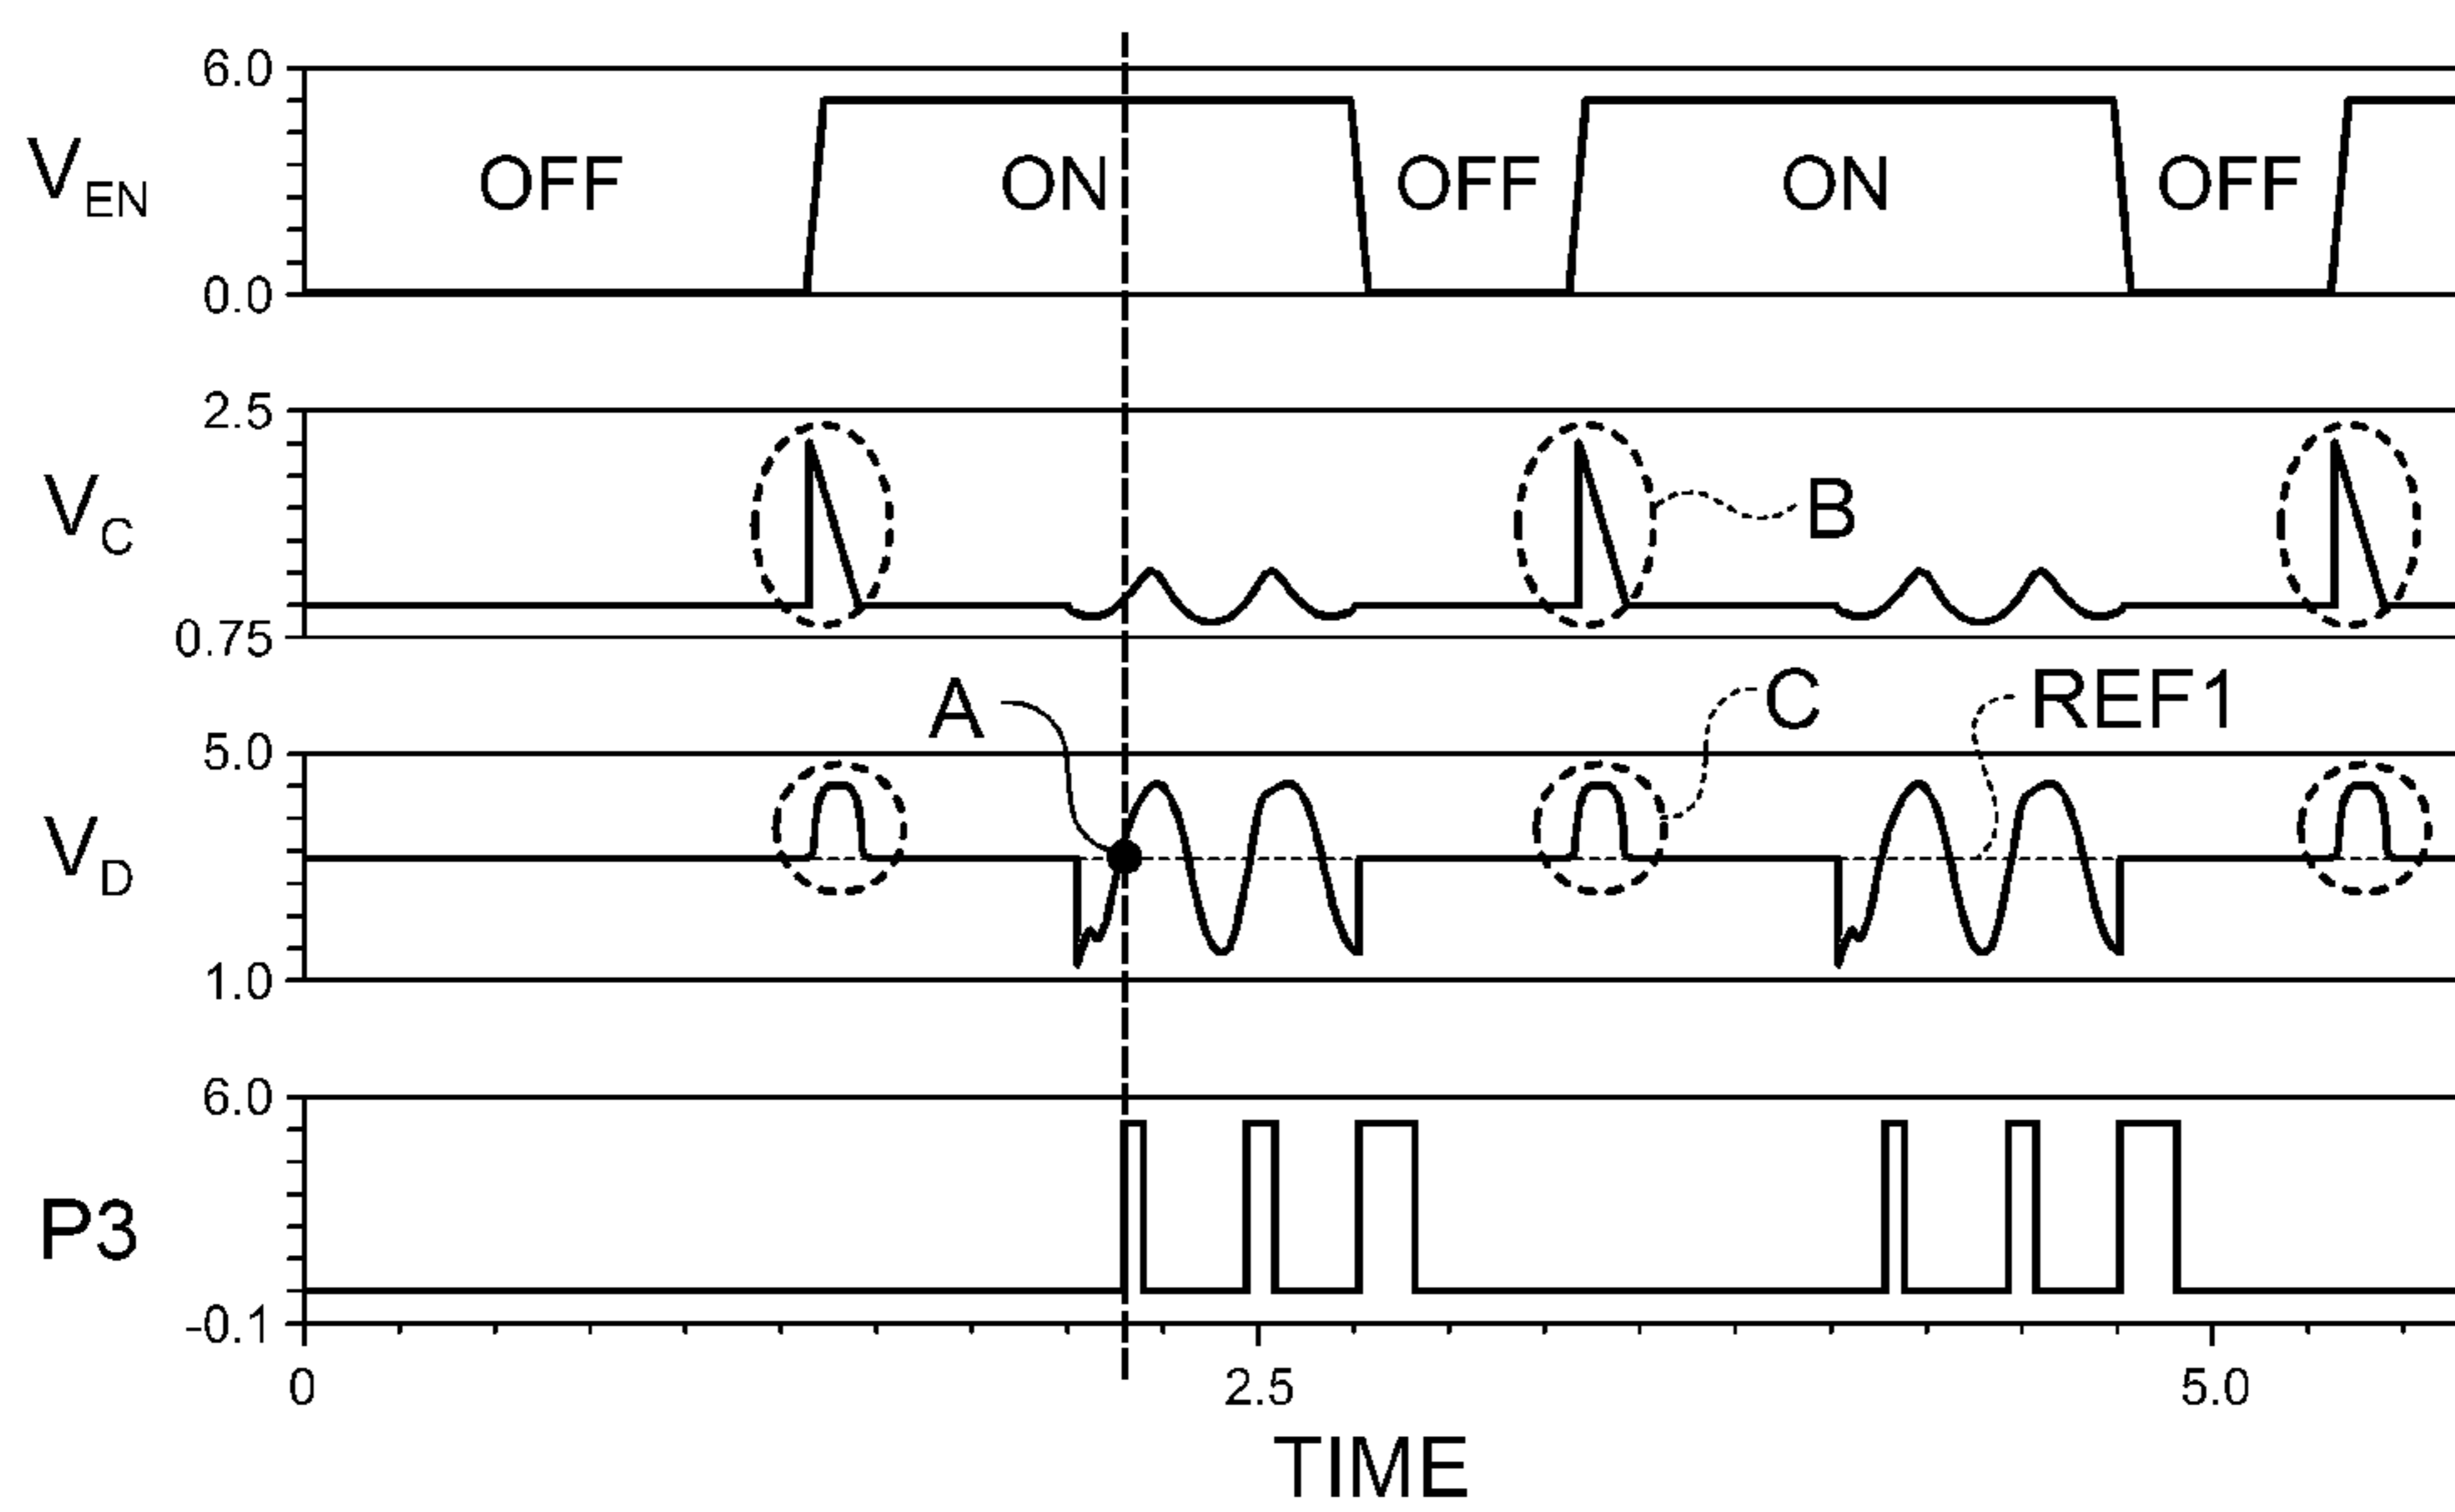 6.0
V_EN OFF ON OFF ON OFF
0.0
2.5
V_C B
0.75
A C REF1
5.0
V_D
1.0
6.0
P3
-0.1
0 2.5 5.0
TIME